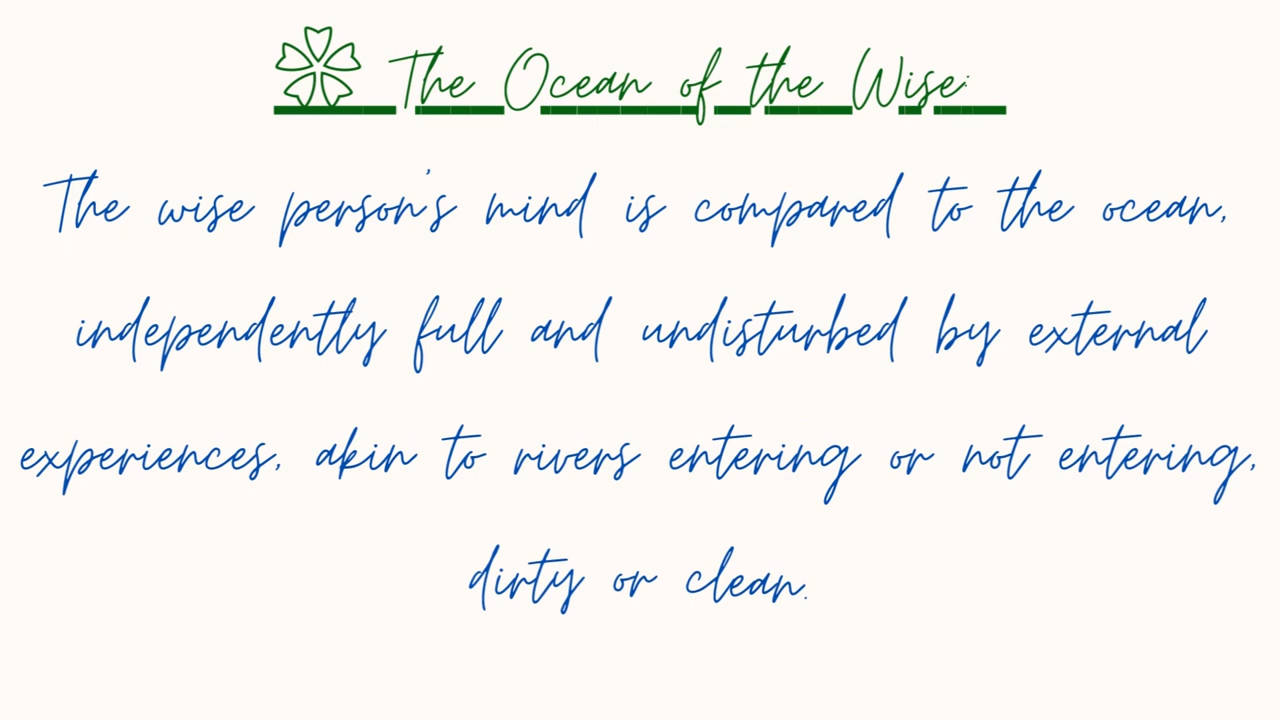 The Ocean of the Wise:
The wise person's mind is compared to the ocean,
independently full and undisturbed by external
experiences, akin to rivers entering or not entering,
dirty or clean.